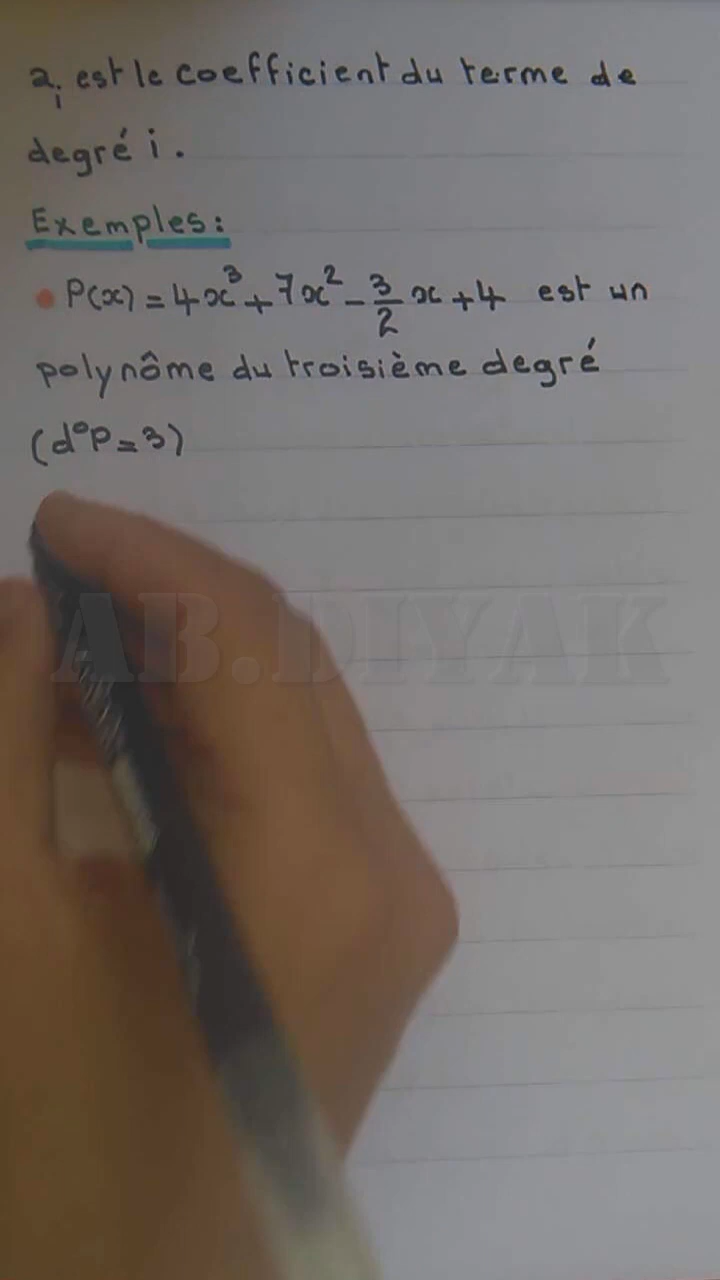 aᵢ est le coefficient du terme de
degré i.
Exemples:
• P(x) = 4x³ + 7x² - 3/2 x + 4 est un
polynôme du troisième degré
(d°P = 3)
AB.DIYAK